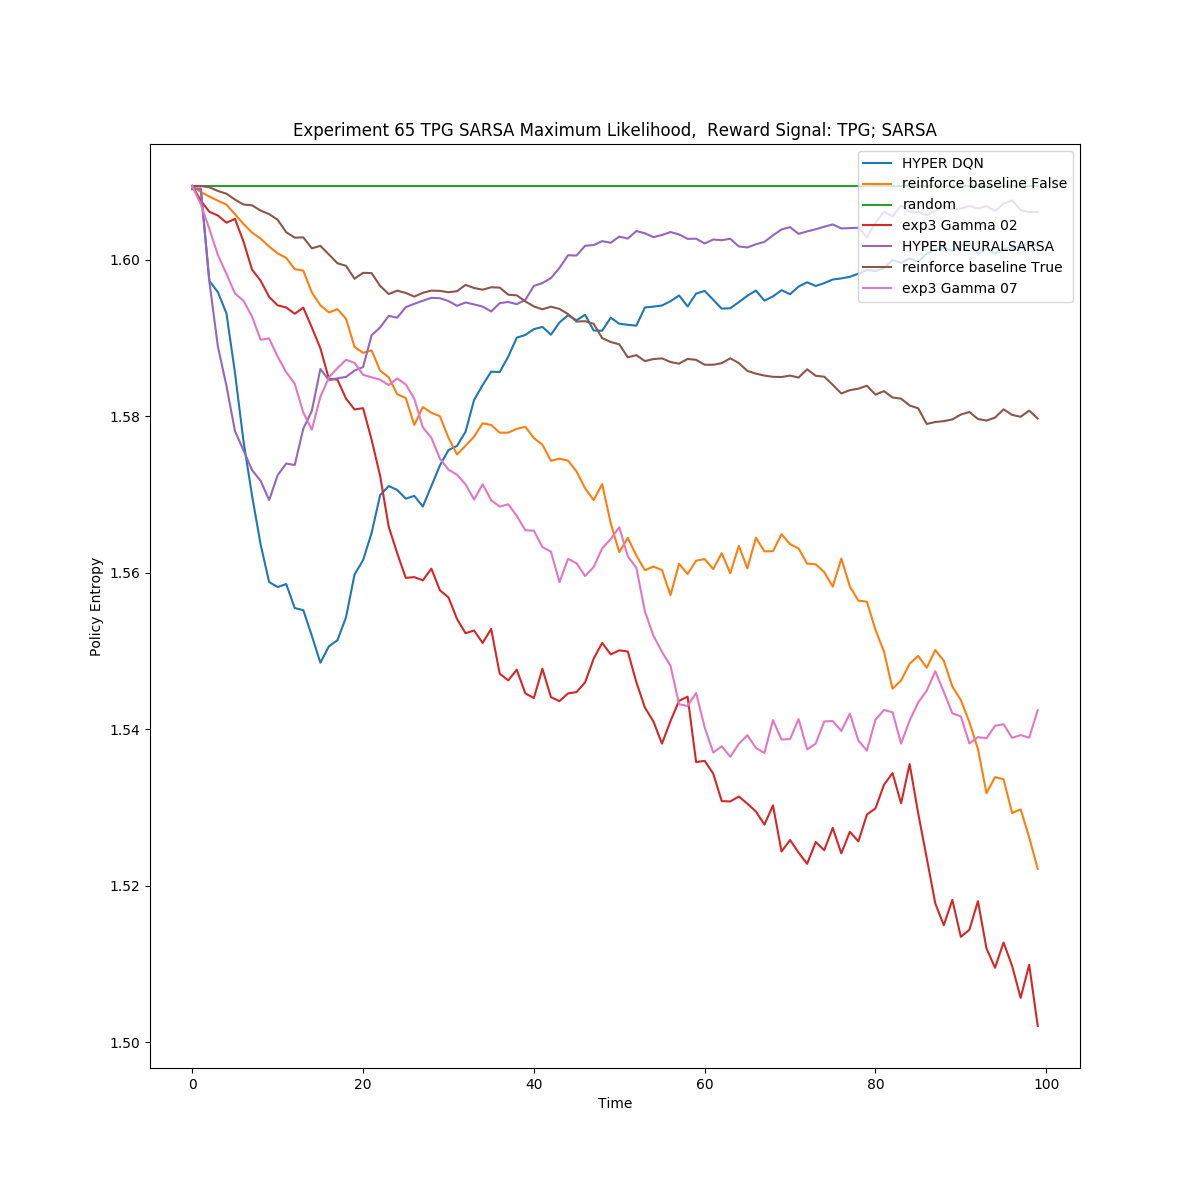 Experiment 65 TPG SARSA Maximum Likelihood,  Reward Signal: TPG; SARSA
HYPER DQN
reinforce baseline False
random
exp3 Gamma 02
HYPER NEURALSARSA
reinforce baseline True
exp3 Gamma 07
Policy Entropy
1.60
1.58
1.56
1.54
1.52
1.50
0 20 40 60 80 100
Time